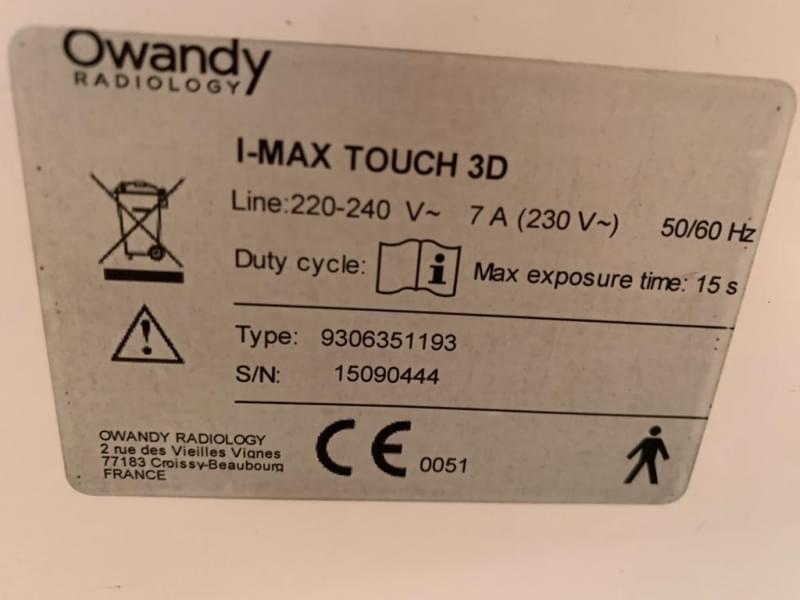 Owandy
RADIOLOGY
I-MAX TOUCH 3D
Line:220-240 V~ 7 A (230 V~) 50/60 Hz
Duty cycle: i Max exposure time: 15 s
Type: 9306351193
S/N: 15090444
OWANDY RADIOLOGY
2 rue des Vieilles Vignes
77183 Croissy-Beaubourg
FRANCE
CE 0051